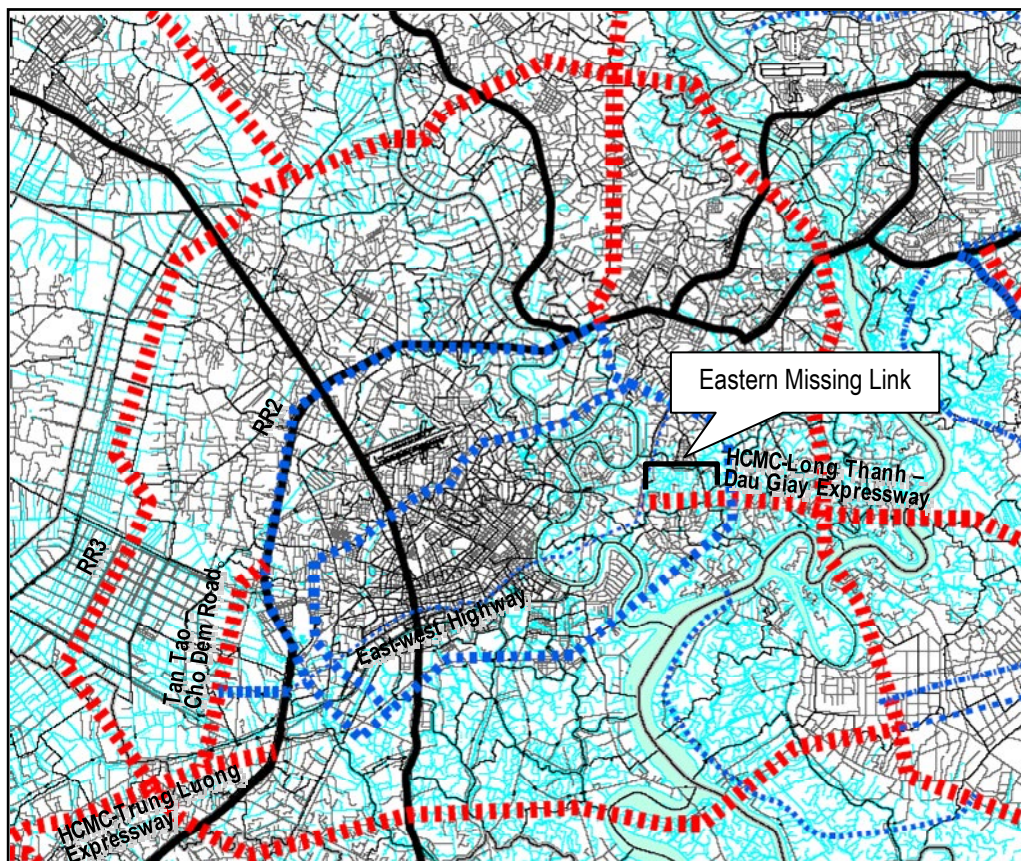 Eastern Missing Link
RR2
HCMC-Long Thanh –
Dau Giay Expressway
RR3
Tan Tao –
Cho Dem Road
East-west Highway
HCMC-Trung Luong
Expressway